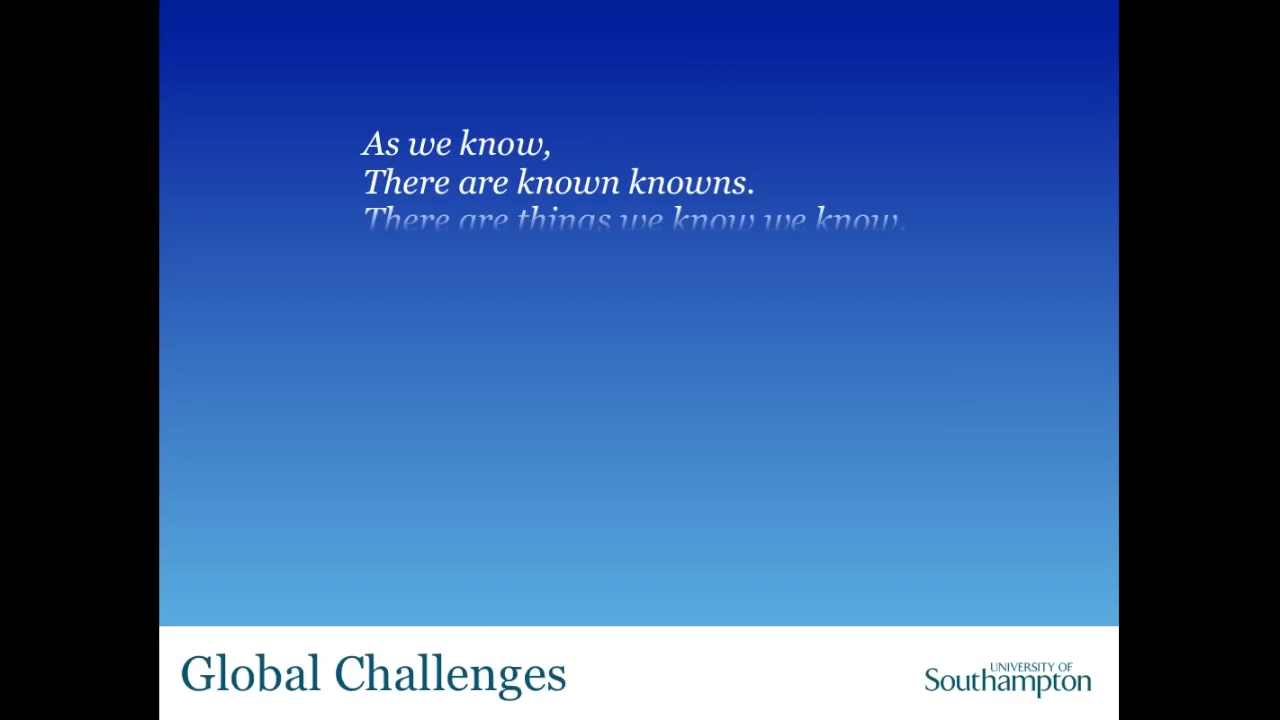 As we know,
There are known knowns.
There are things we know we know.
Global Challenges
UNIVERSITY OF
Southampton